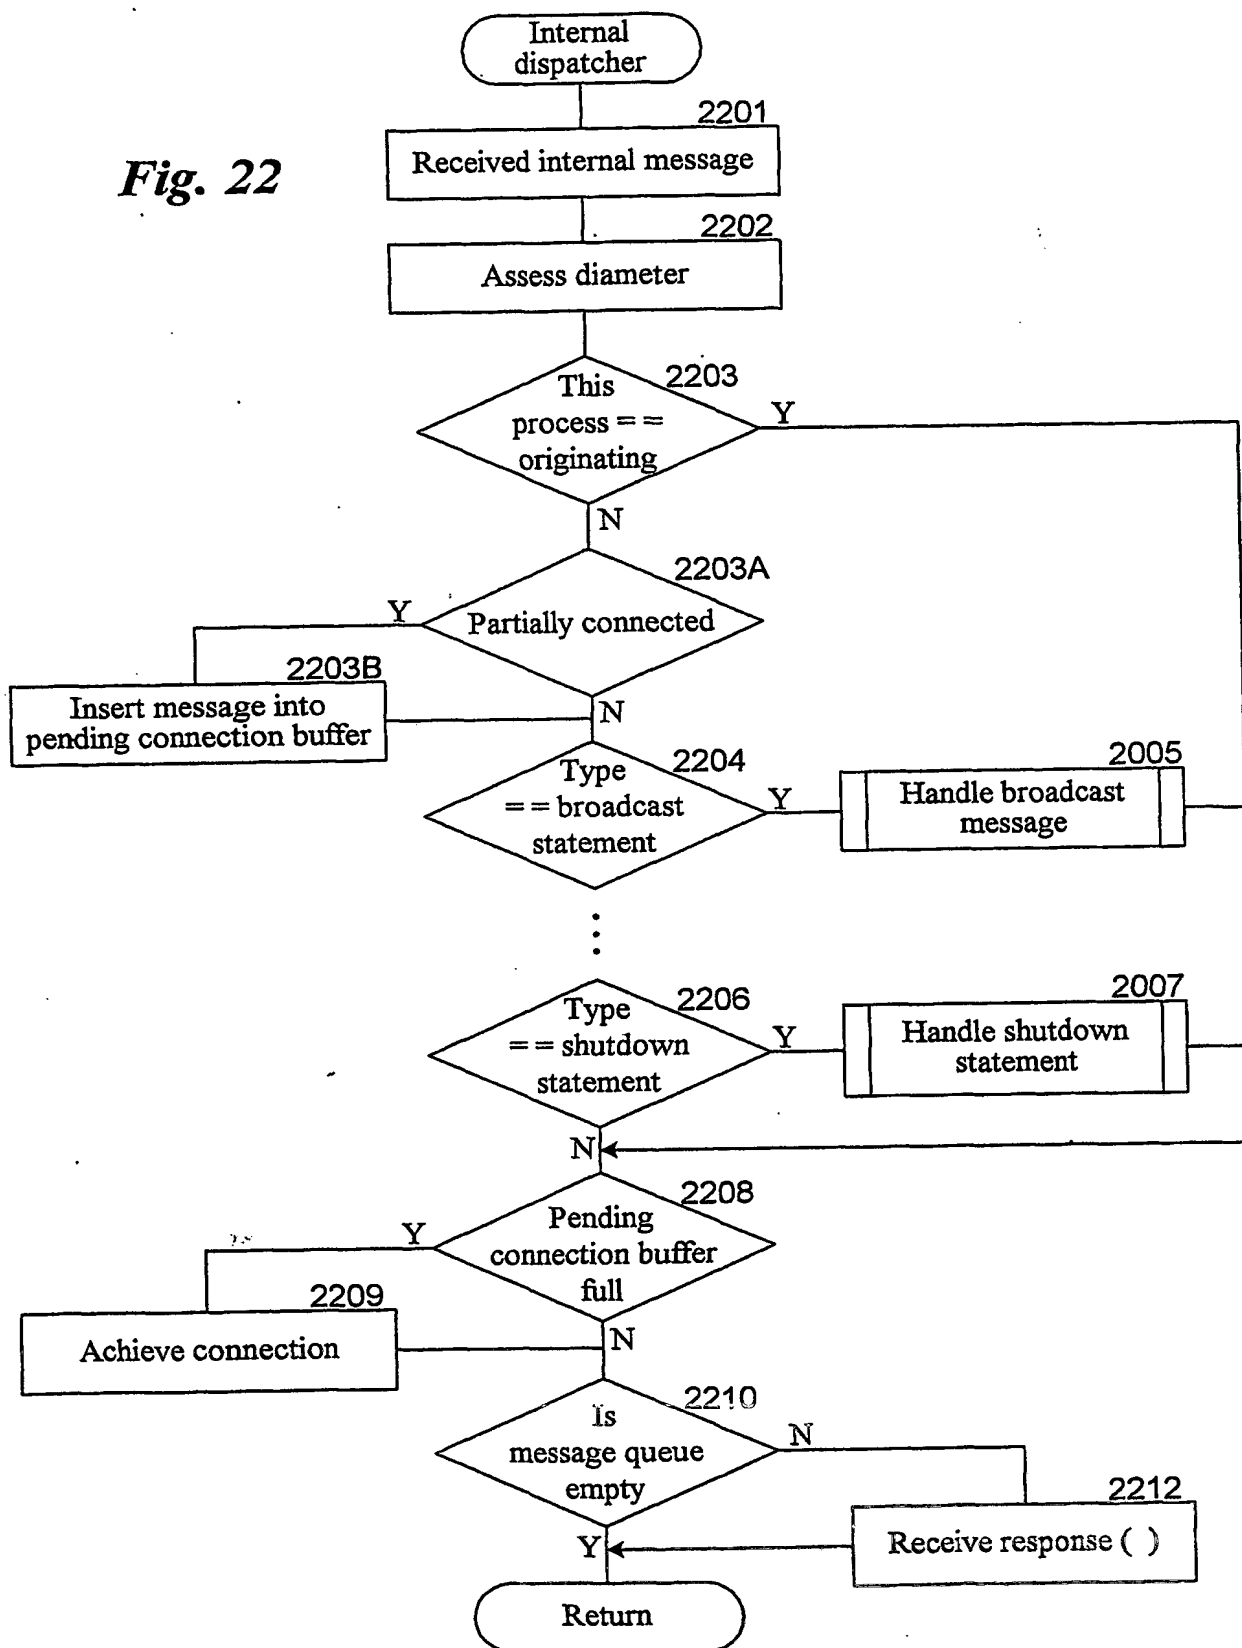 Internal
dispatcher
2201
Received internal message
Fig. 22
2202
Assess diameter
2203
This
process ==
originating
Y
N
2203A
Partially connected
Y
2203B
Insert message into
pending connection buffer
N
2204
Type
== broadcast
statement
Y
2005
Handle broadcast
message
2206
Type
== shutdown
statement
Y
2007
Handle shutdown
statement
N
2208
Pending
connection buffer
full
Y
2209
Achieve connection
N
2210
Is
message queue
empty
N
2212
Receive response ( )
Y
Return